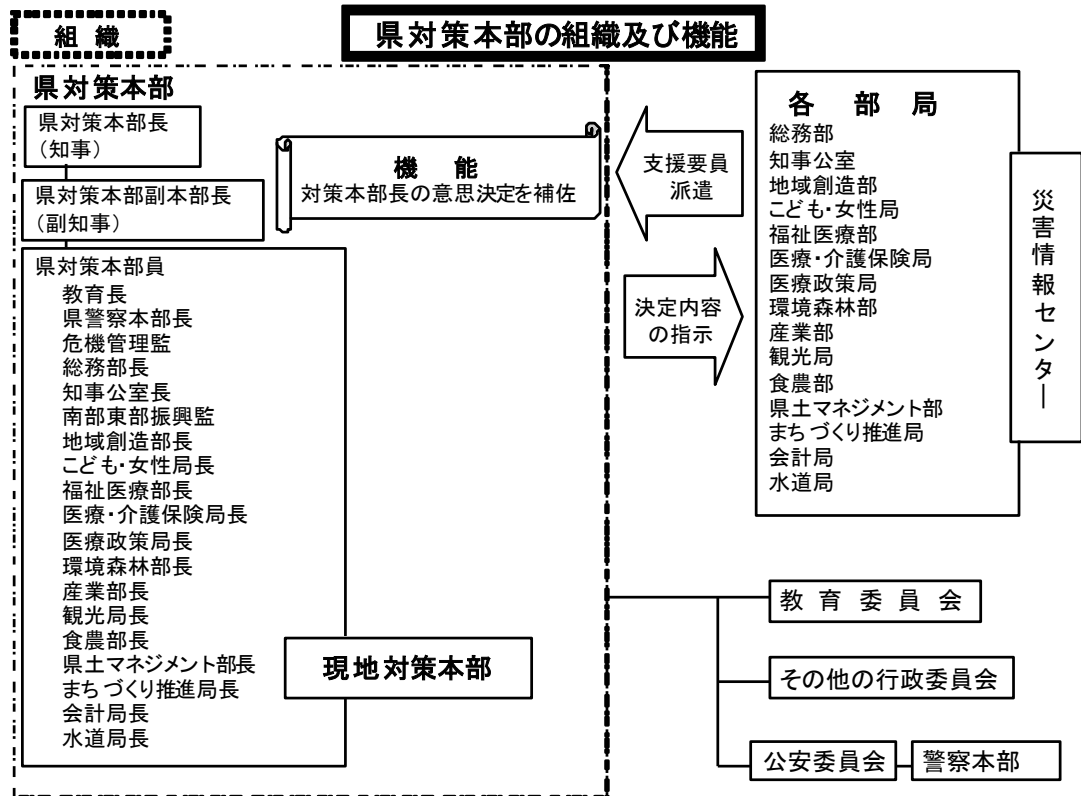 組 織
県対策本部の組織及び機能
県対策本部
県対策本部長
（知事）
県対策本部副本部長
（副知事）
機 能
対策本部長の意思決定を補佐
県対策本部員
教育長
県警察本部長
危機管理監
総務部長
知事公室長
南部東部振興監
地域創造部長
こども・女性局長
福祉医療部長
医療・介護保険局長
医療政策局長
環境森林部長
産業部長
観光局長
食農部長
県土マネジメント部長
まちづくり推進局長
会計局長
水道局長
現地対策本部
支援要員
派遣
決定内容
の指示
各 部 局
総務部
知事公室
地域創造部
こども・女性局
福祉医療部
医療・介護保険局
医療政策局
環境森林部
産業部
観光局
食農部
県土マネジメント部
まちづくり推進局
会計局
水道局
災害情報センター
教 育 委 員 会
その他の行政委員会
公安委員会
警察本部